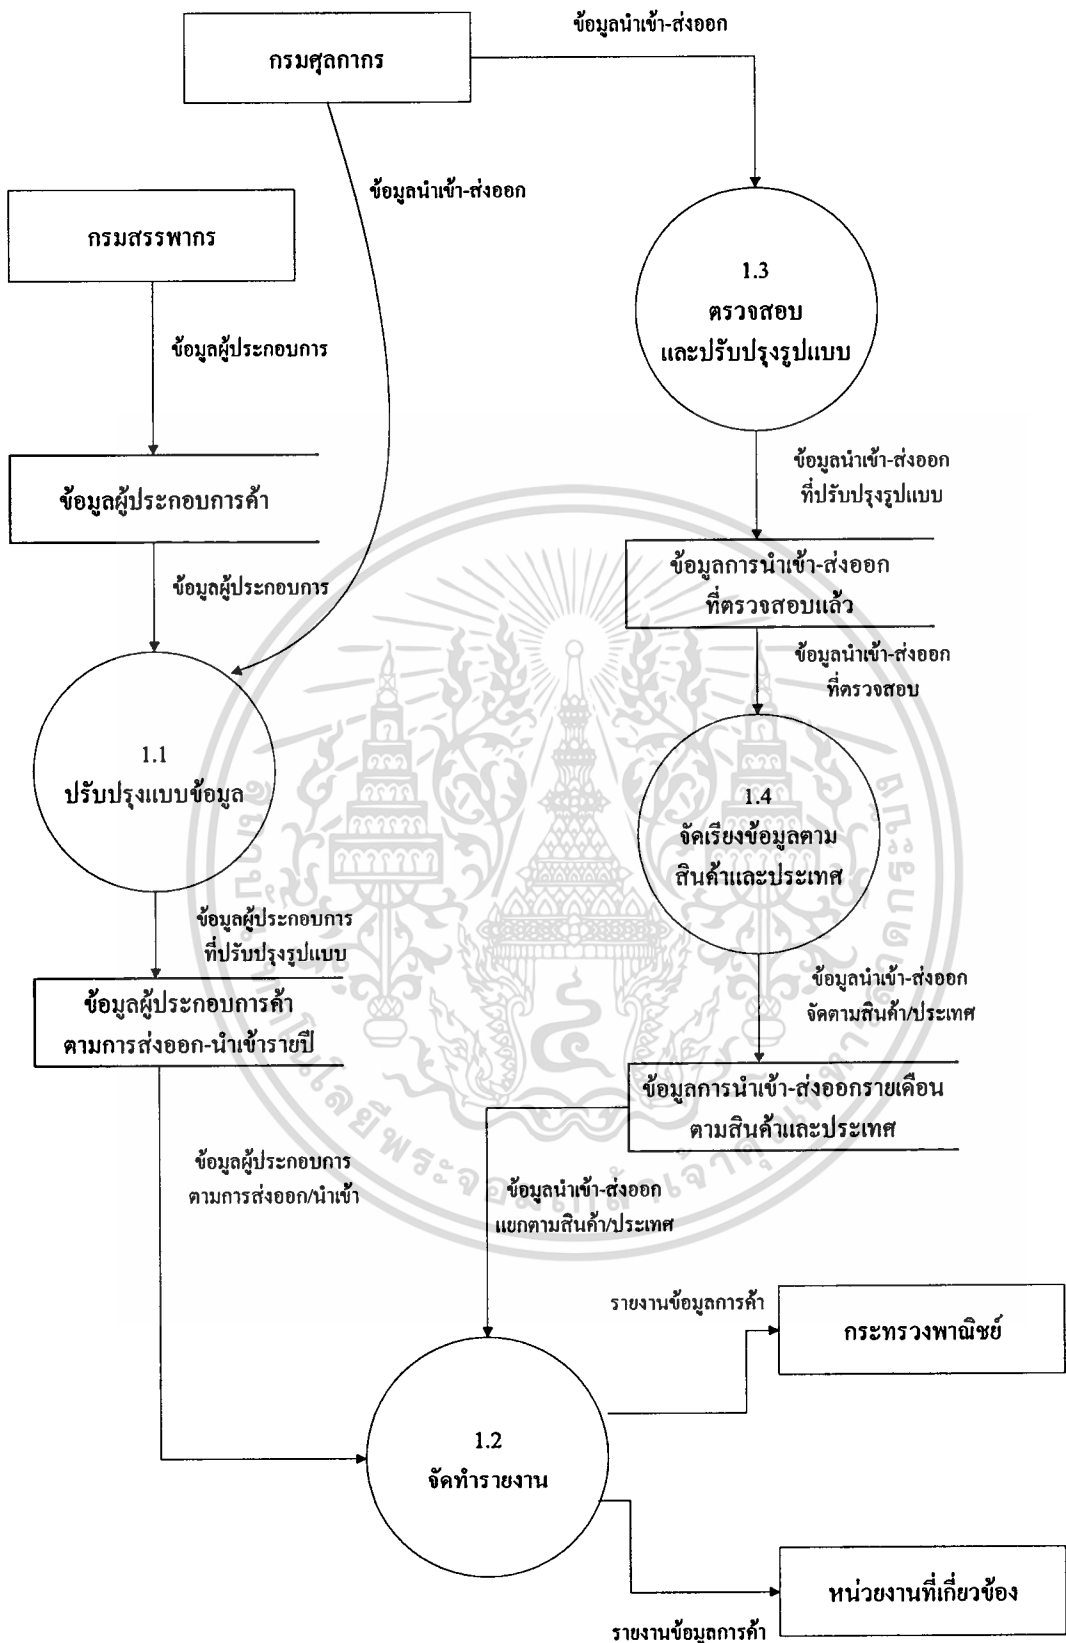 ข้อมูลนำเข้า-ส่งออก
กรมศุลกากร
ข้อมูลนำเข้า-ส่งออก
กรมสรรพากร
1.3
ตรวจสอบ
และปรับปรุงรูปแบบ
ข้อมูลผู้ประกอบการ
ข้อมูลผู้ประกอบการค้า
ข้อมูลนำเข้า-ส่งออก
ที่ปรับปรุงรูปแบบ
ข้อมูลผู้ประกอบการ
ข้อมูลการนำเข้า-ส่งออก
ที่ตรวจสอบแล้ว
ข้อมูลนำเข้า-ส่งออก
ที่ตรวจสอบ
1.1
ปรับปรุงแบบข้อมูล
1.4
จัดเรียงข้อมูลตาม
สินค้าและประเทศ
ข้อมูลผู้ประกอบการ
ที่ปรับปรุงรูปแบบ
ข้อมูลนำเข้า-ส่งออก
จัดตามสินค้า/ประเทศ
ข้อมูลผู้ประกอบการค้า
ตามการส่งออก-นำเข้ารายปี
ข้อมูลการนำเข้า-ส่งออกรายเดือน
ตามสินค้าและประเทศ
ข้อมูลผู้ประกอบการ
ตามการส่งออก/นำเข้า
ข้อมูลนำเข้า-ส่งออก
แยกตามสินค้า/ประเทศ
รายงานข้อมูลการค้า
กระทรวงพาณิชย์
1.2
จัดทำรายงาน
หน่วยงานที่เกี่ยวข้อง
รายงานข้อมูลการค้า